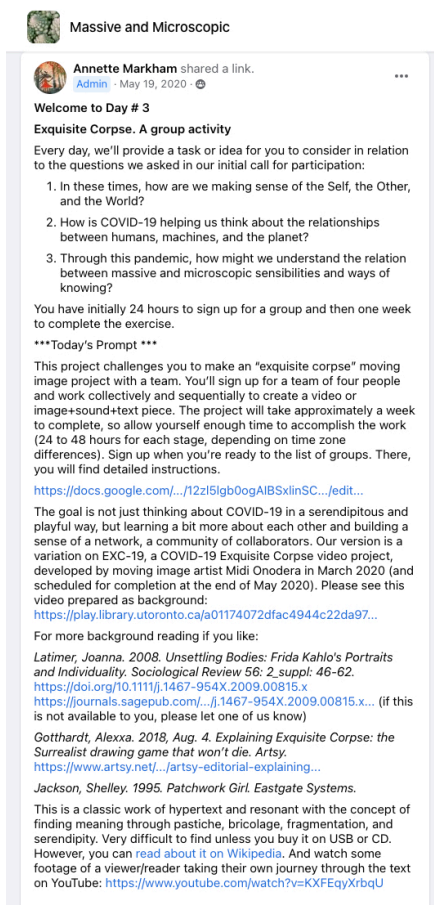 Massive and Microscopic
Annette Markham shared a link.
Admin · May 19, 2020 ·
Welcome to Day # 3
Exquisite Corpse. A group activity
Every day, we'll provide a task or idea for you to consider in relation
to the questions we asked in our initial call for participation:
1. In these times, how are we making sense of the Self, the Other,
and the World?
2. How is COVID-19 helping us think about the relationships
between humans, machines, and the planet?
3. Through this pandemic, how might we understand the relation
between massive and microscopic sensibilities and ways of
knowing?
You have initially 24 hours to sign up for a group and then one week
to complete the exercise.
***Today's Prompt ***
This project challenges you to make an “exquisite corpse” moving
image project with a team. You'll sign up for a team of four people
and work collectively and sequentially to create a video or
image+sound+text piece. The project will take approximately a week
to complete, so allow yourself enough time to accomplish the work
(24 to 48 hours for each stage, depending on time zone
differences). Sign up when you're ready to the list of groups. There,
you will find detailed instructions.
https://docs.google.com/.../12zI5lgb0ogAlBSxlinSC.../edit...
The goal is not just thinking about COVID-19 in a serendipitous and
playful way, but learning a bit more about each other and building a
sense of a network, a community of collaborators. Our version is a
variation on EXC-19, a COVID-19 Exquisite Corpse video project,
developed by moving image artist Midi Onodera in March 2020 (and
scheduled for completion at the end of May 2020). Please see this
video prepared as background:
https://play.library.utoronto.ca/a01174072dfac4944c22da97...
For more background reading if you like:
Latimer, Joanna. 2008. Unsettling Bodies: Frida Kahlo's Portraits
and Individuality. Sociological Review 56: 2_suppl: 46-62.
https://doi.org/10.1111/j.1467-954X.2009.00815.x
https://journals.sagepub.com/.../j.1467-954X.2009.00815.x... (if this
is not available to you, please let one of us know)
Gotthardt, Alexxa. 2018, Aug. 4. Explaining Exquisite Corpse: the
Surrealist drawing game that won't die. Artsy.
https://www.artsy.net/.../artsy-editorial-explaining...
Jackson, Shelley. 1995. Patchwork Girl. Eastgate Systems.
This is a classic work of hypertext and resonant with the concept of
finding meaning through pastiche, bricolage, fragmentation, and
serendipity. Very difficult to find unless you buy it on USB or CD.
However, you can read about it on Wikipedia. And watch some
footage of a viewer/reader taking their own journey through the text
on YouTube: https://www.youtube.com/watch?v=KXFEqyXrbqU